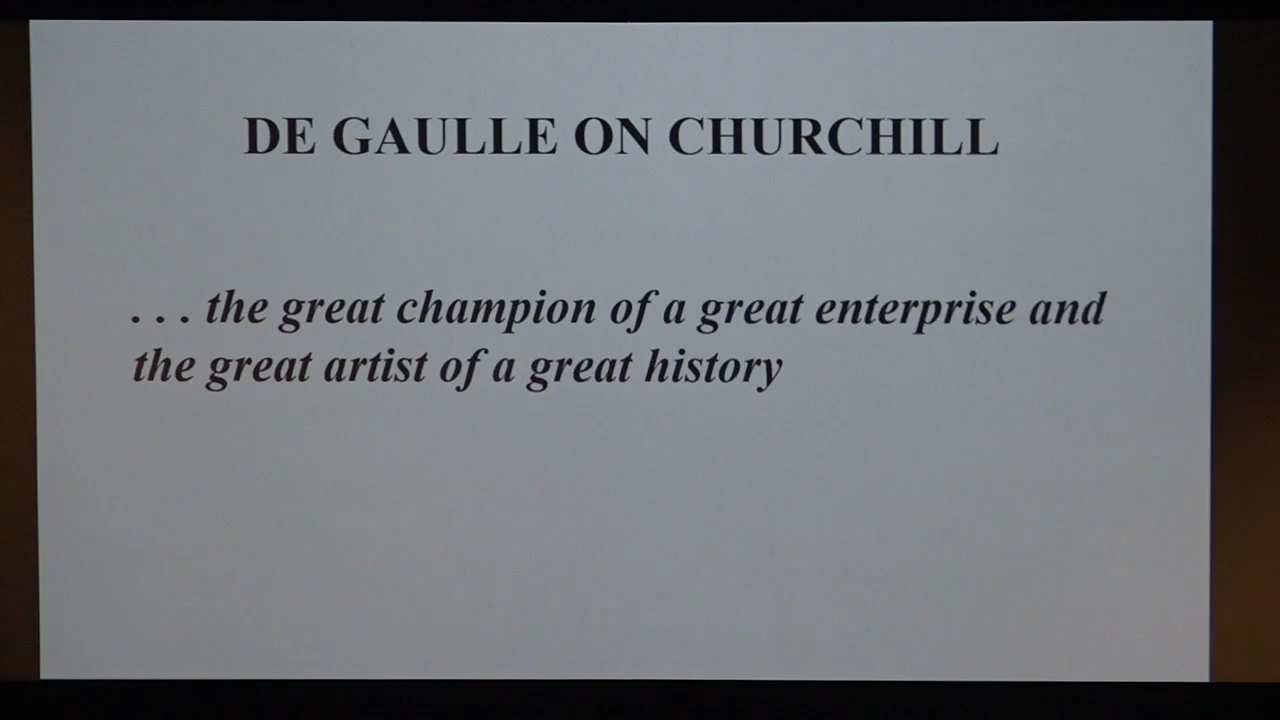 DE GAULLE ON CHURCHILL
. . . the great champion of a great enterprise and
the great artist of a great history